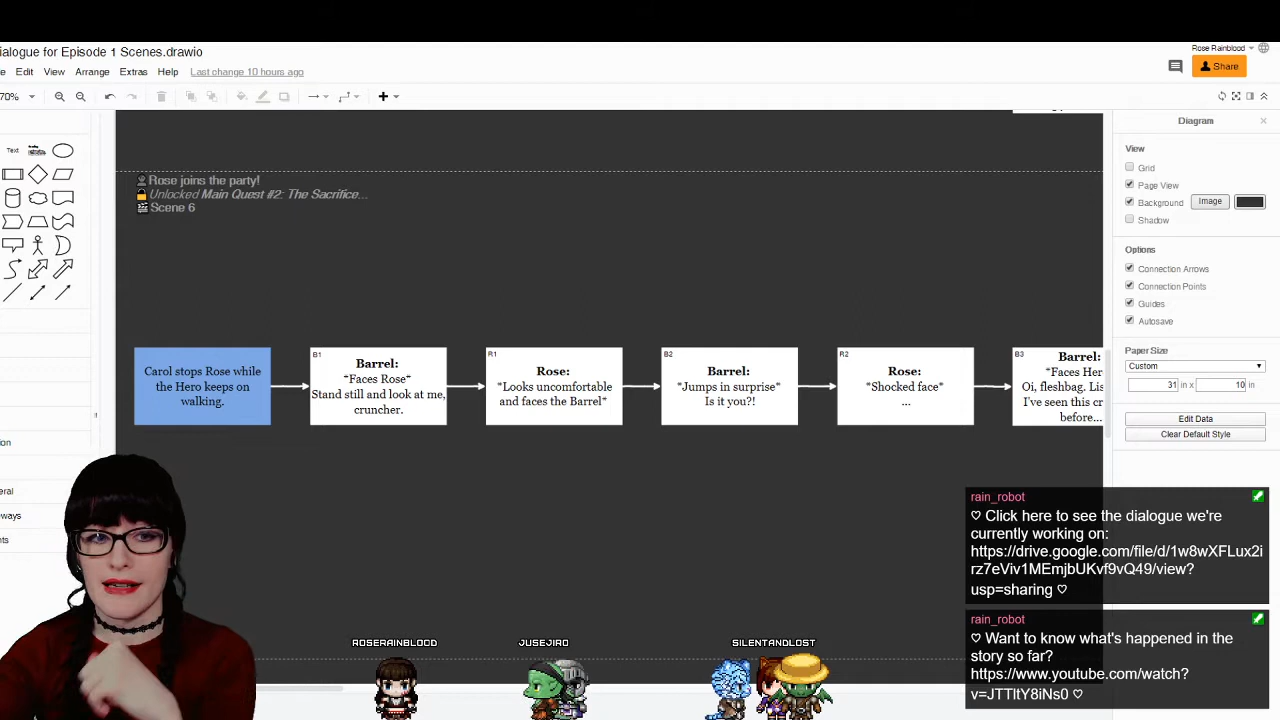 ialogue for Episode 1 Scenes.drawio
Rose Rainblood
Edit View Arrange Extras Help Last change 10 hours ago
Share
70%
Text
Diagram
View
Grid
Page View
Background Image
Shadow
Options
Connection Arrows
Connection Points
Guides
Autosave
Paper Size
Custom
31 in x 10 in
Edit Data
Clear Default Style
Rose joins the party!
Unlocked Main Quest #2: The Sacrifice...
Scene 6
Carol stops Rose while
the Hero keeps on
walking.
B1
Barrel:
*Faces Rose*
Stand still and look at me,
cruncher.
R1
Rose:
*Looks uncomfortable
and faces the Barrel*
B2
Barrel:
*Jumps in surprise*
Is it you?!
R2
Rose:
*Shocked face*
...
B3
Barrel:
*Faces Her
Oi, fleshbag. Lis
I've seen this cr
before...
rain_robot
♡ Click here to see the dialogue we're
currently working on:
https://drive.google.com/file/d/1w8wXFLux2i
rz7eViv1MEmjbUKvf9vQ49/view?
usp=sharing ♡
rain_robot
♡ Want to know what's happened in the
story so far?
https://www.youtube.com/watch?
v=JTTltY8iNs0 ♡
ROSERAINBLOOD
JUSEJIRO
SILENTANDLOST